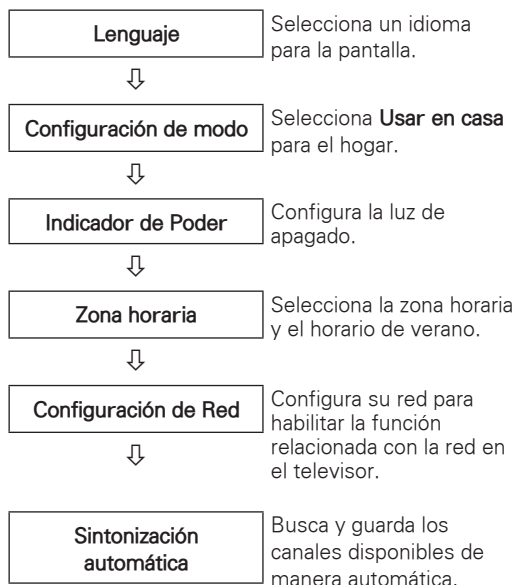 Lenguaje
Selecciona un idioma
para la pantalla.
Configuración de modo
Selecciona Usar en casa
para el hogar.
Indicador de Poder
Configura la luz de
apagado.
Zona horaria
Selecciona la zona horaria
y el horario de verano.
Configuración de Red
Configura su red para
habilitar la función
relacionada con la red en
el televisor.
Sintonización
automática
Busca y guarda los
canales disponibles de
manera automática.